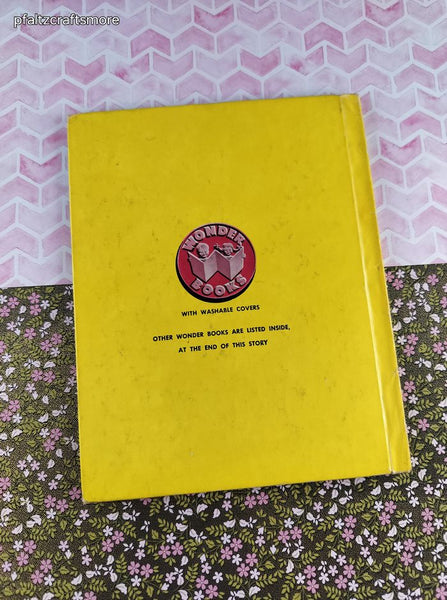 pfaltzcraftsmore
WONDER
BOOKS
WITH WASHABLE COVERS
OTHER WONDER BOOKS ARE LISTED INSIDE,
AT THE END OF THIS STORY